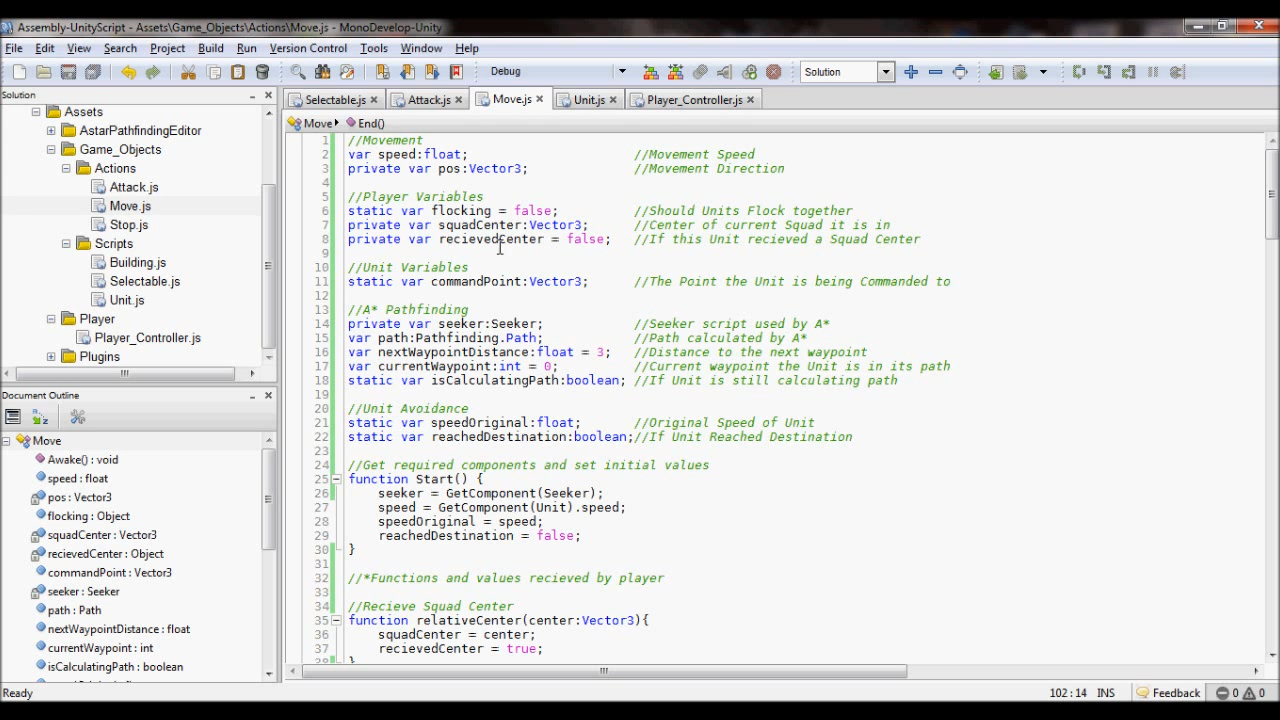 Assembly-UnityScript - Assets\Game_Objects\Actions\Move.js - MonoDevelop-Unity
File Edit View Search Project Build Run Version Control Tools Window Help
Debug Solution
Solution
Assets
AstarPathfindingEditor
Game_Objects
Actions
Attack.js
Move.js
Stop.js
Scripts
Building.js
Selectable.js
Unit.js
Player
Player_Controller.js
Plugins
Document Outline
Move
Awake() : void
speed : float
pos : Vector3
flocking : Object
squadCenter : Vector3
recievedCenter : Object
commandPoint : Vector3
seeker : Seeker
path : Path
nextWaypointDistance : float
currentWaypoint : int
isCalculatingPath : boolean
Selectable.js Attack.js Move.js Unit.js Player_Controller.js
Move End()
1 //Movement
2 var speed:float; //Movement Speed
3 private var pos:Vector3; //Movement Direction
4
5 //Player Variables
6 static var flocking = false; //Should Units Flock together
7 private var squadCenter:Vector3; //Center of current Squad it is in
8 private var recievedCenter = false; //If this Unit recieved a Squad Center
9
10 //Unit Variables
11 static var commandPoint:Vector3; //The Point the Unit is being Commanded to
12
13 //A* Pathfinding
14 private var seeker:Seeker; //Seeker script used by A*
15 var path:Pathfinding.Path; //Path calculated by A*
16 var nextWaypointDistance:float = 3; //Distance to the next waypoint
17 var currentWaypoint:int = 0; //Current waypoint the Unit is in its path
18 static var isCalculatingPath:boolean; //If Unit is still calculating path
19
20 //Unit Avoidance
21 static var speedOriginal:float; //Original Speed of Unit
22 static var reachedDestination:boolean;//If Unit Reached Destination
23
24 //Get required components and set initial values
25 function Start() {
26 seeker = GetComponent(Seeker);
27 speed = GetComponent(Unit).speed;
28 speedOriginal = speed;
29 reachedDestination = false;
30 }
31
32 //*Functions and values recieved by player
33
34 //Recieve Squad Center
35 function relativeCenter(center:Vector3){
36 squadCenter = center;
37 recievedCenter = true;
38 }
Ready 102 : 14 INS Feedback 0 0